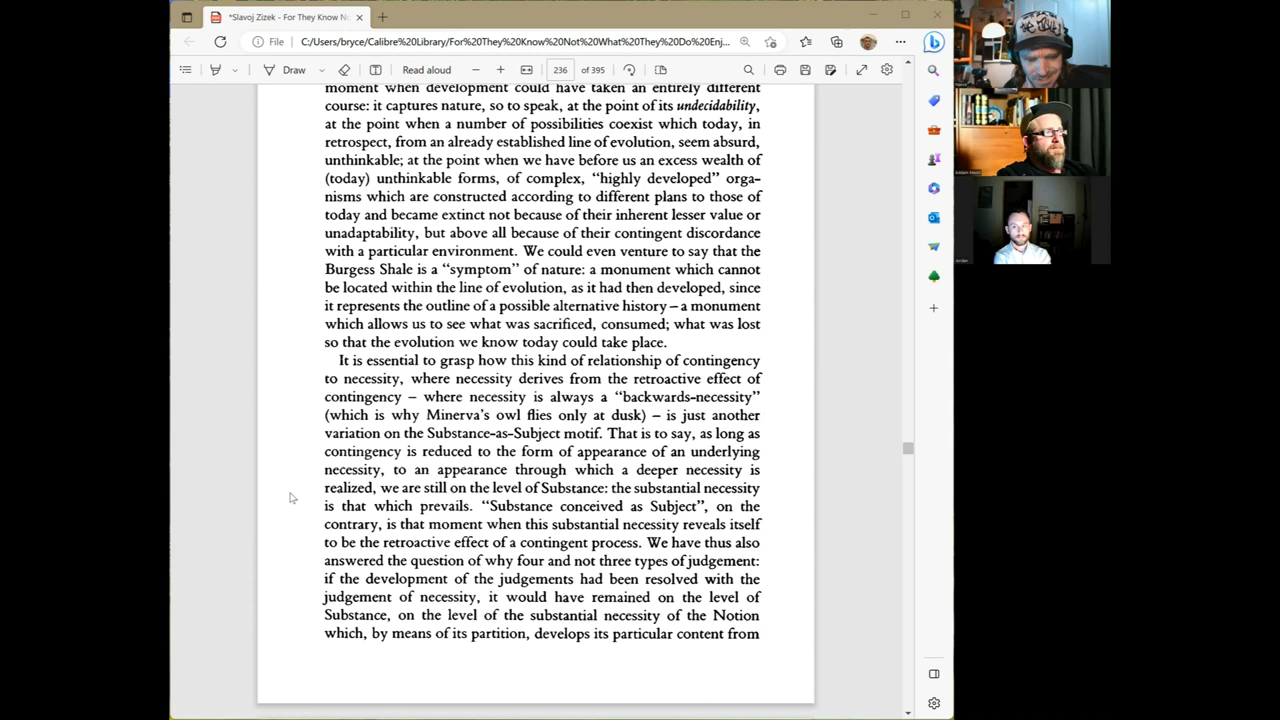 *Slavoj Zizek - For They Know No
File
C:/Users/bryce/Calibre%20Library/For%20They%20Know%20Not%20What%20They%20Do%20Enj...
Draw
Read aloud
236 of 395
moment when development could have taken an entirely different
course: it captures nature, so to speak, at the point of its undecidability,
at the point when a number of possibilities coexist which today, in
retrospect, from an already established line of evolution, seem absurd,
unthinkable; at the point when we have before us an excess wealth of
(today) unthinkable forms, of complex, “highly developed” orga-
nisms which are constructed according to different plans to those of
today and became extinct not because of their inherent lesser value or
unadaptability, but above all because of their contingent discordance
with a particular environment. We could even venture to say that the
Burgess Shale is a “symptom” of nature: a monument which cannot
be located within the line of evolution, as it had then developed, since
it represents the outline of a possible alternative history – a monument
which allows us to see what was sacrificed, consumed; what was lost
so that the evolution we know today could take place.
It is essential to grasp how this kind of relationship of contingency
to necessity, where necessity derives from the retroactive effect of
contingency – where necessity is always a “backwards-necessity”
(which is why Minerva’s owl flies only at dusk) – is just another
variation on the Substance-as-Subject motif. That is to say, as long as
contingency is reduced to the form of appearance of an underlying
necessity, to an appearance through which a deeper necessity is
realized, we are still on the level of Substance: the substantial necessity
is that which prevails. “Substance conceived as Subject”, on the
contrary, is that moment when this substantial necessity reveals itself
to be the retroactive effect of a contingent process. We have thus also
answered the question of why four and not three types of judgement:
if the development of the judgements had been resolved with the
judgement of necessity, it would have remained on the level of
Substance, on the level of the substantial necessity of the Notion
which, by means of its partition, develops its particular content from
Jordan